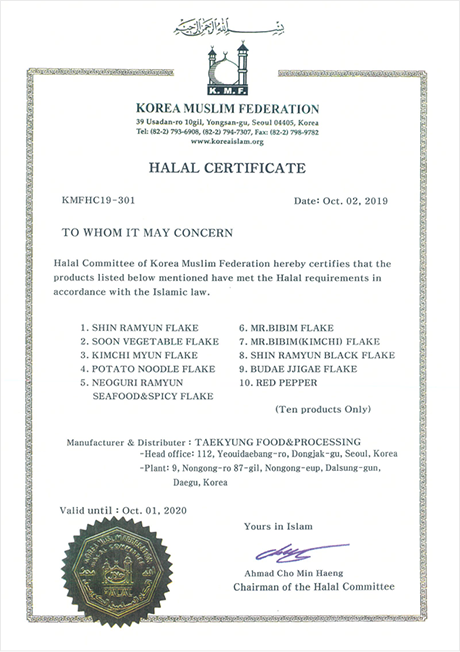 بسم الله الرحمن الرحيم
K. M. F.
KOREA MUSLIM FEDERATION
39 Usadan-ro 10gil, Yongsan-gu, Seoul 04405, Korea
Tel: (82-2) 793-6908, (82-2) 794-7307, Fax: (82-2) 798-9782
www.koreaislam.org
HALAL CERTIFICATE
KMFHC19-301 Date: Oct. 02, 2019
TO WHOM IT MAY CONCERN
Halal Committee of Korea Muslim Federation hereby certifies that the
products listed below mentioned have met the Halal requirements in
accordance with the Islamic law.
1. SHIN RAMYUN FLAKE
2. SOON VEGETABLE FLAKE
3. KIMCHI MYUN FLAKE
4. POTATO NOODLE FLAKE
5. NEOGURI RAMYUN
SEAFOOD&SPICY FLAKE
6. MR.BIBIM FLAKE
7. MR.BIBIM(KIMCHI) FLAKE
8. SHIN RAMYUN BLACK FLAKE
9. BUDAE JJIGAE FLAKE
10. RED PEPPER
(Ten products Only)
Manufacturer & Distributer : TAEKYUNG FOOD&PROCESSING
-Head office: 112, Yeouidaebang-ro, Dongjak-gu, Seoul, Korea
-Plant: 9, Nongong-ro 87-gil, Nongong-eup, Dalsung-gun,
Daegu, Korea
Valid until : Oct. 01, 2020
Yours in Islam
Ahmad Cho Min Haeng
Chairman of the Halal Committee